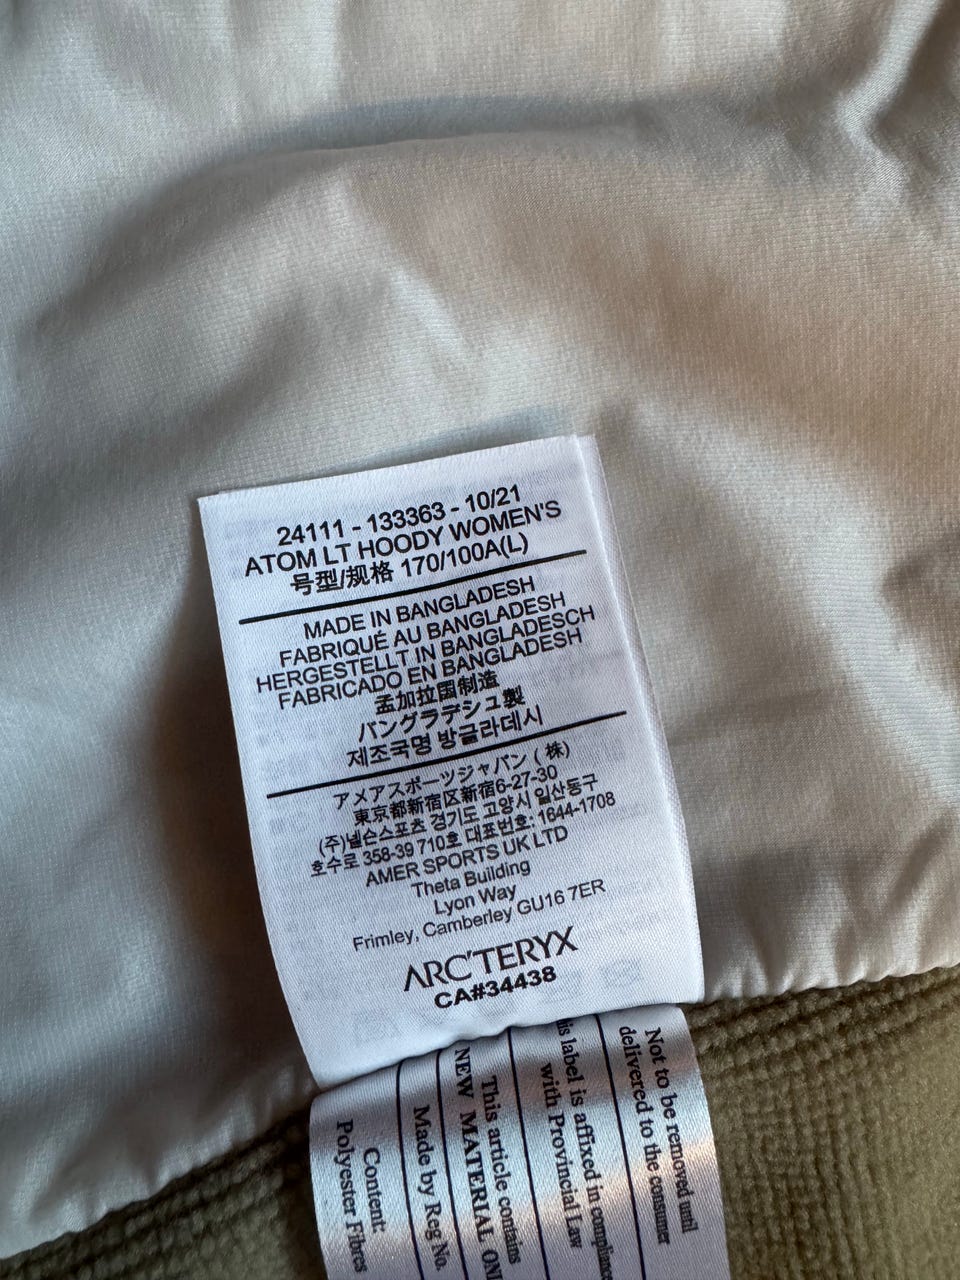 24111 - 133363 - 10/21
ATOM LT HOODY WOMEN'S
号型/规格 170/100A(L)
MADE IN BANGLADESH
FABRIQUÉ AU BANGLADESH
HERGESTELLT IN BANGLADESCH
FABRICADO EN BANGLADESH
孟加拉国制造
バングラデシュ製
제조국명 방글라데시
アメアスポーツジャパン (株)
東京都新宿区新宿6-27-30
(주)넬슨스포츠 경기도 고양시 일산동구
호수로 358-39 710호 대표번호: 1644-1708
AMER SPORTS UK LTD
Theta Building
Lyon Way
Frimley, Camberley GU16 7ER
ARC'TERYX
CA#34438
Not to be removed until
delivered to the consumer
label is affixed in
with Provincial Law
This article contains
NEW MATERIAL
Made by Reg No.
Content:
Polyester Fibres